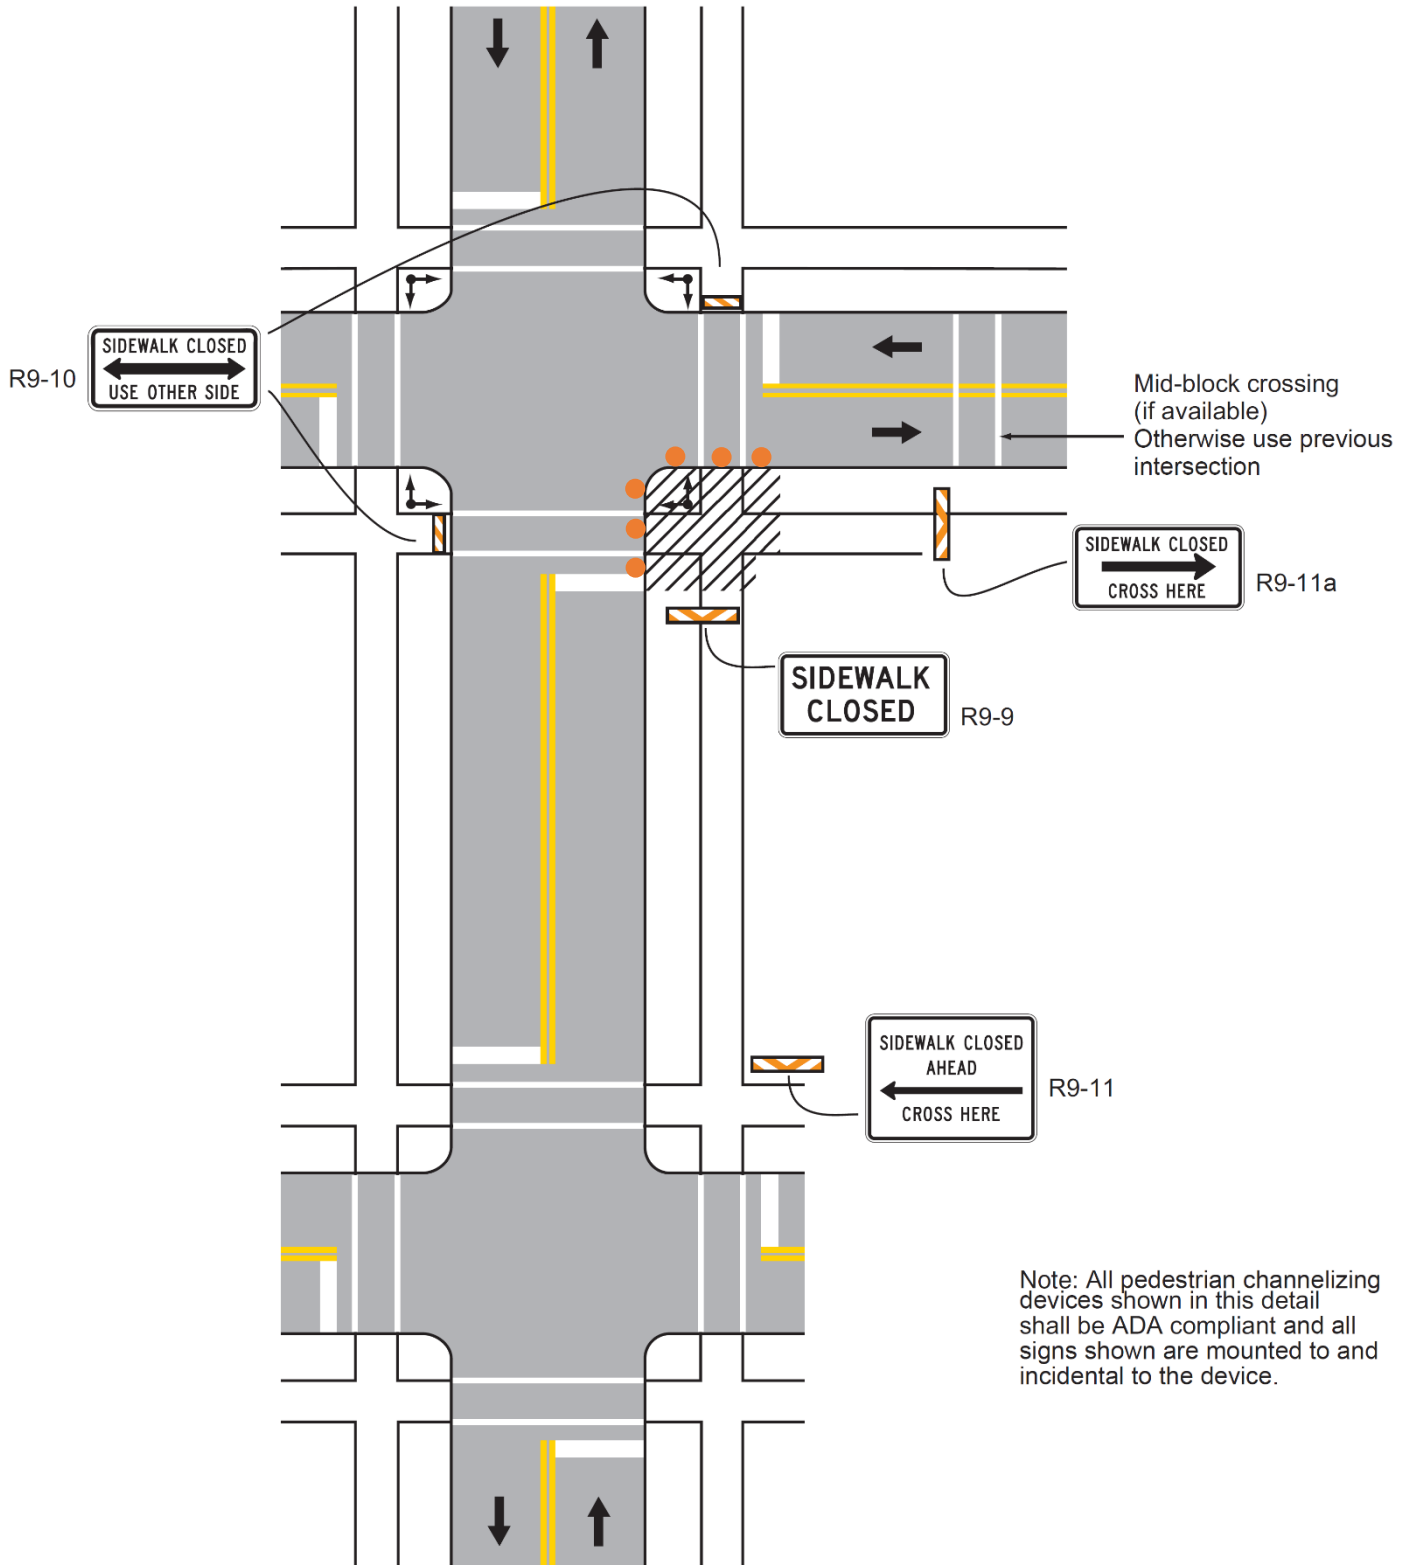 SIDEWALK CLOSED
USE OTHER SIDE
R9-10
Mid-block crossing
(if available)
Otherwise use previous
intersection
SIDEWALK CLOSED
CROSS HERE
R9-11a
SIDEWALK
CLOSED
R9-9
SIDEWALK CLOSED
AHEAD
CROSS HERE
R9-11
Note: All pedestrian channelizing
devices shown in this detail
shall be ADA compliant and all
signs shown are mounted to and
incidental to the device.